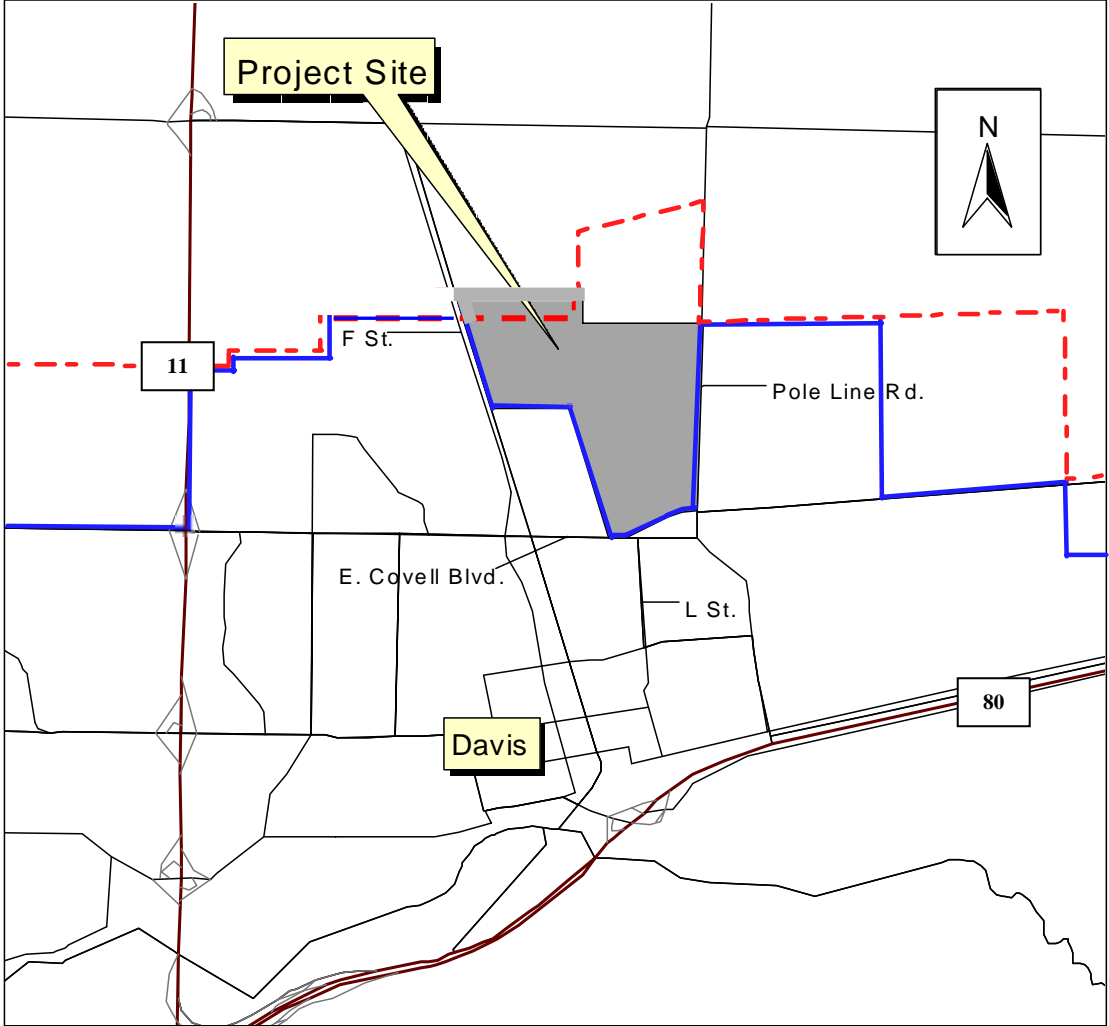 Project Site
N
F St.
11
Pole Line Rd.
E. Covell Blvd.
L St.
80
Davis